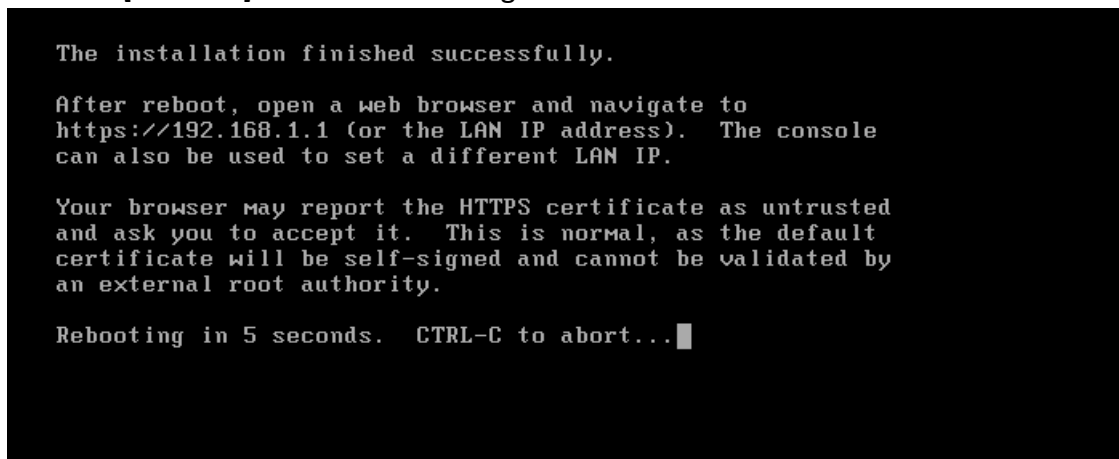 The installation finished successfully.
After reboot, open a web browser and navigate to
https://192.168.1.1 (or the LAN IP address).  The console
can also be used to set a different LAN IP.
Your browser may report the HTTPS certificate as untrusted
and ask you to accept it.  This is normal, as the default
certificate will be self-signed and cannot be validated by
an external root authority.
Rebooting in 5 seconds.  CTRL-C to abort...